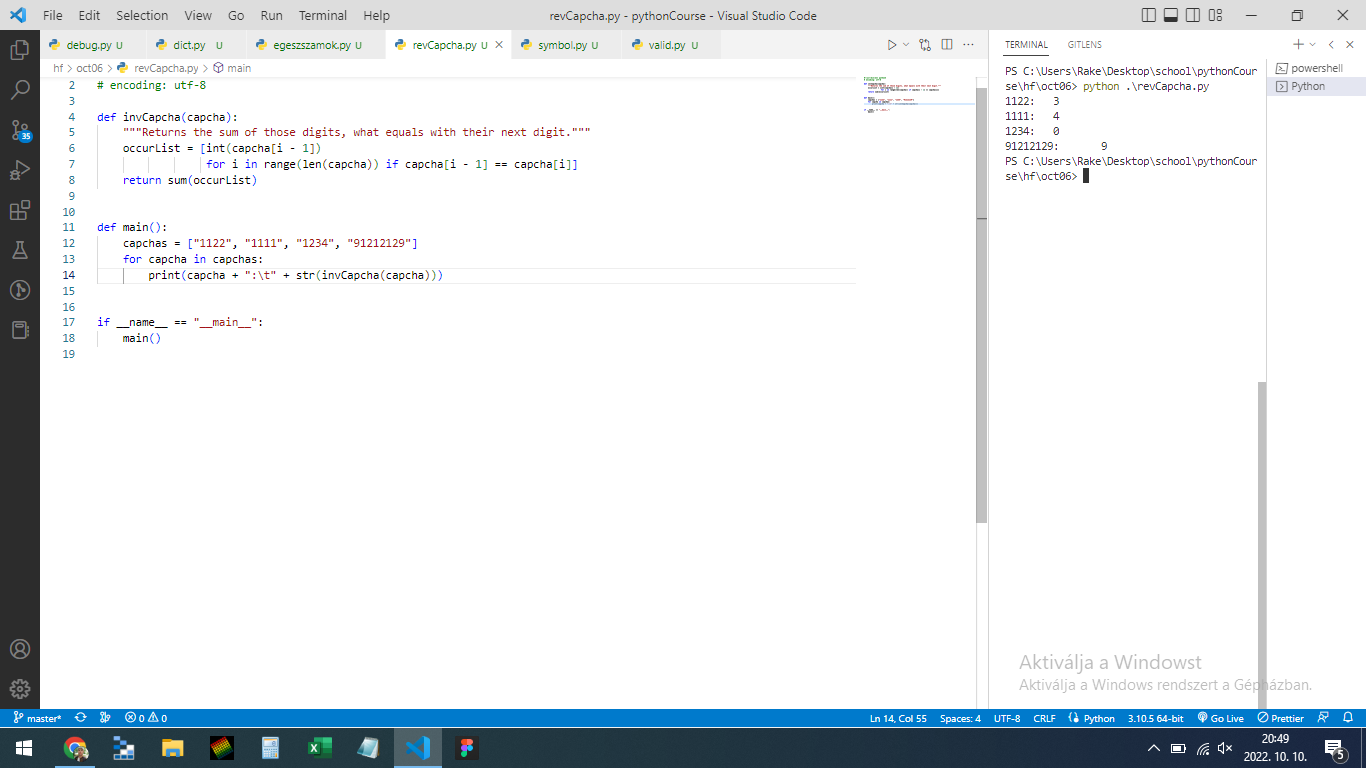 File Edit Selection View Go Run Terminal Help
revCapcha.py - pythonCourse - Visual Studio Code
debug.py U
dict.py U
egeszszamok.py U
revCapcha.py U
symbol.py U
valid.py U
hf > oct06 > revCapcha.py > main
2 # encoding: utf-8
3
4 def invCapcha(capcha):
5 """Returns the sum of those digits, what equals with their next digit."""
6 occurList = [int(capcha[i - 1])
7 for i in range(len(capcha)) if capcha[i - 1] == capcha[i]]
8 return sum(occurList)
9
10
11 def main():
12 capchas = ["1122", "1111", "1234", "91212129"]
13 for capcha in capchas:
14 print(capcha + ":\t" + str(invCapcha(capcha)))
15
16
17 if __name__ == "__main__":
18 main()
19
35
TERMINAL GITLENS
PS C:\Users\Rake\Desktop\school\pythonCour
se\hf\oct06> python .\revCapcha.py
1122: 3
1111: 4
1234: 0
91212129: 9
PS C:\Users\Rake\Desktop\school\pythonCour
se\hf\oct06>
powershell
Python
Aktiválja a Windowst
Aktiválja a Windows rendszert a Gépházban.
master* 0 0
Ln 14, Col 55 Spaces: 4 UTF-8 CRLF Python 3.10.5 64-bit Go Live Prettier
20:49
2022. 10. 10.
5